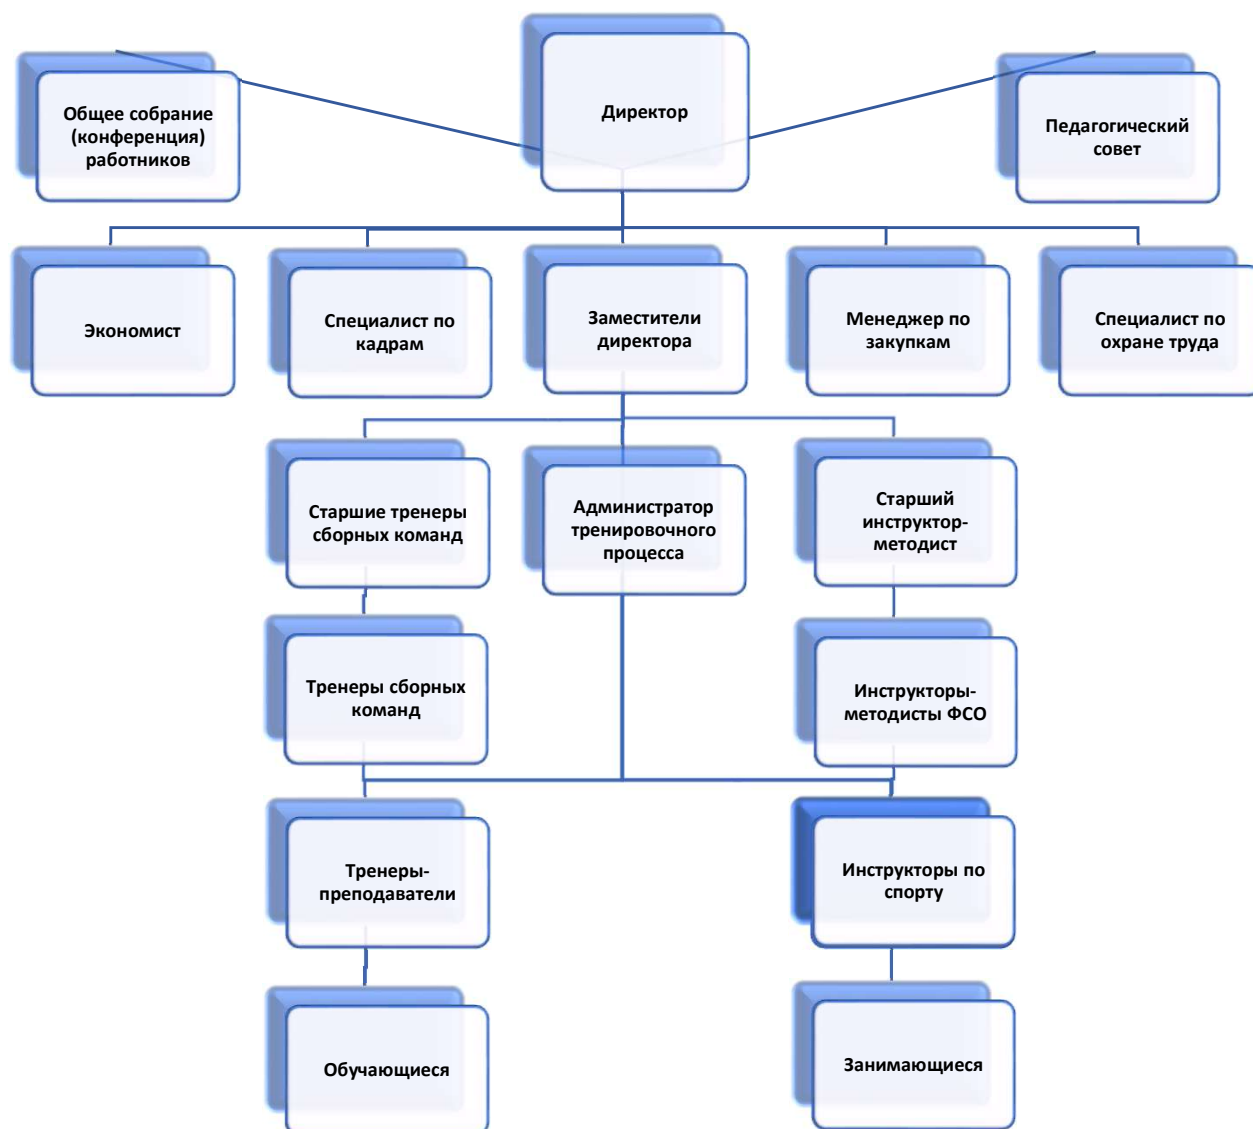 Директор
Общее собрание
(конференция)
работников
Педагогический
совет
Экономист
Специалист по
кадрам
Заместители
директора
Менеджер по
закупкам
Специалист по
охране труда
Старшие тренеры
сборных команд
Администратор
тренировочного
процесса
Старший
инструктор-
методист
Тренеры сборных
команд
Инструкторы-
методисты ФСО
Тренеры-
преподаватели
Инструкторы по
спорту
Обучающиеся
Занимающиеся